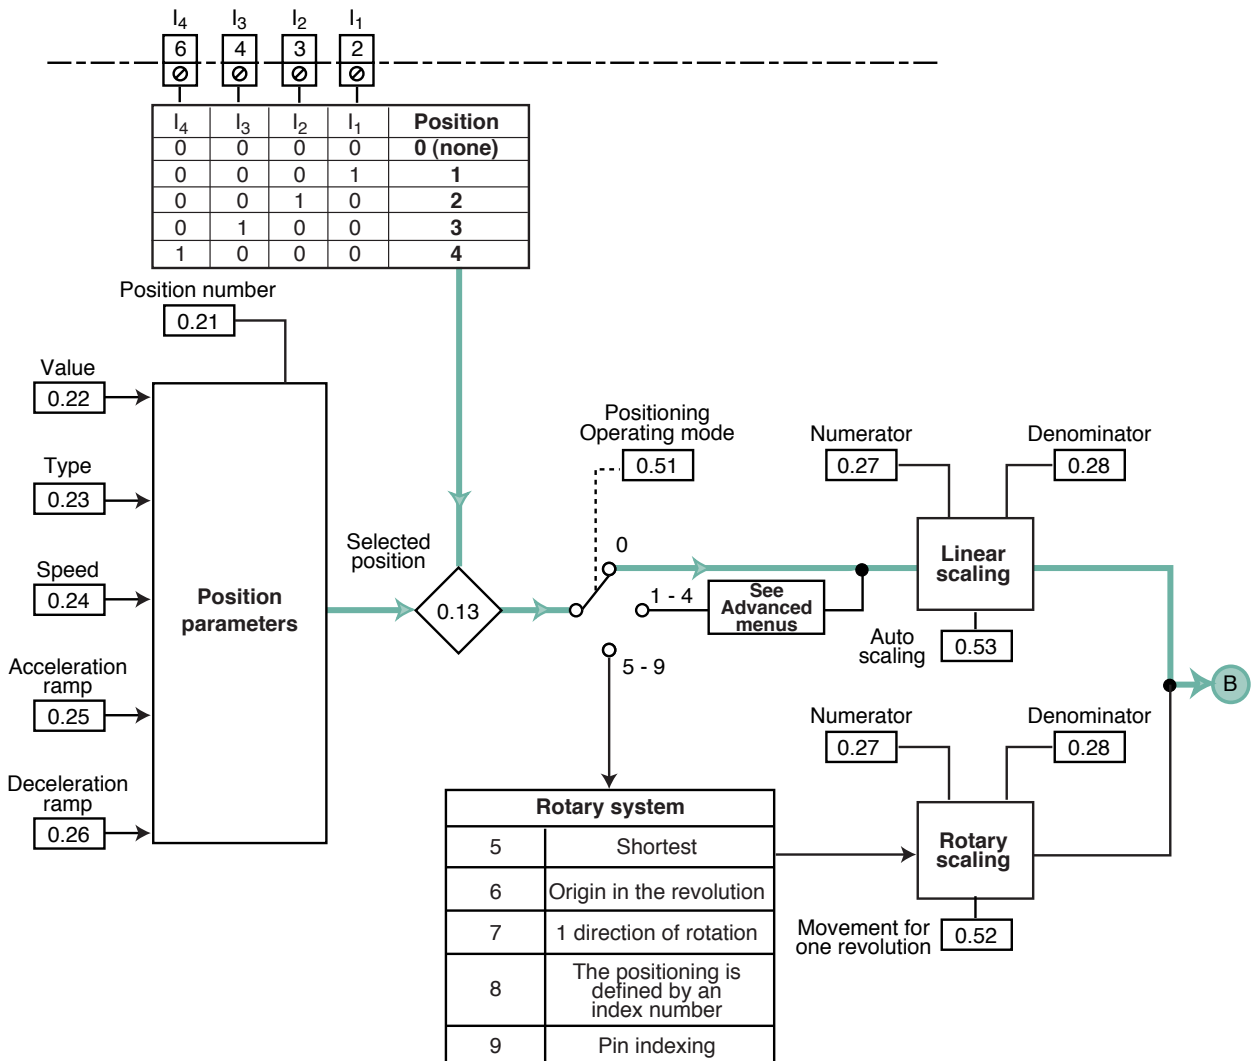 I4 I3 I2 I1
6 4 3 2
I4 I3 I2 I1 Position
0 0 0 0 0 (none)
0 0 0 1 1
0 0 1 0 2
0 1 0 0 3
1 0 0 0 4
Position number
0.21
Value
0.22
Type
0.23
Speed
0.24
Acceleration
ramp
0.25
Deceleration
ramp
0.26
Position
parameters
Selected
position
0.13
Positioning
Operating mode
0.51
0
1 - 4
5 - 9
See
Advanced
menus
Numerator
0.27
Denominator
0.28
Linear
scaling
Auto
scaling
0.53
B
Numerator
0.27
Denominator
0.28
Rotary
scaling
Movement for
one revolution
0.52
Rotary system
5 Shortest
6 Origin in the revolution
7 1 direction of rotation
8 The positioning is
defined by an
index number
9 Pin indexing